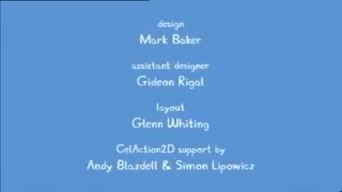 design
Mark Baker
assistant designer
Gideon Rigal
layout
Glenn Whiting
CelAction2D support by
Andy Blazdell & Simon Lipowicz